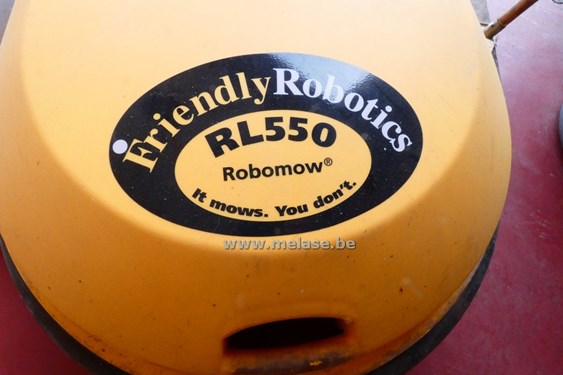 FriendlyRobotics
RL550
Robomow®
It mows. You don't.
www.melase.be